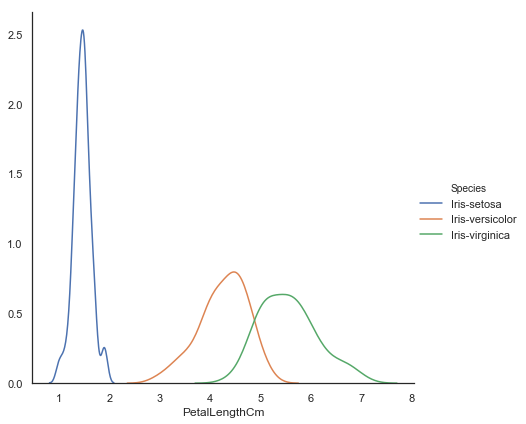 2.5
2.0
1.5
1.0
0.5
0.0
1 2 3 4 5 6 7 8
PetalLengthCm
Species
Iris-setosa
Iris-versicolor
Iris-virginica